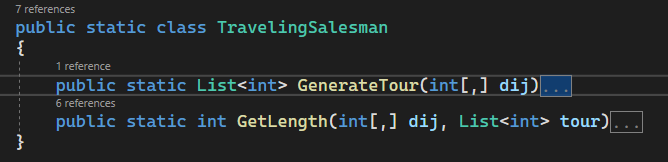 7 references
public static class TravelingSalesman
{
1 reference
public static List<int> GenerateTour(int[,] dij)...
6 references
public static int GetLength(int[,] dij, List<int> tour)...
}